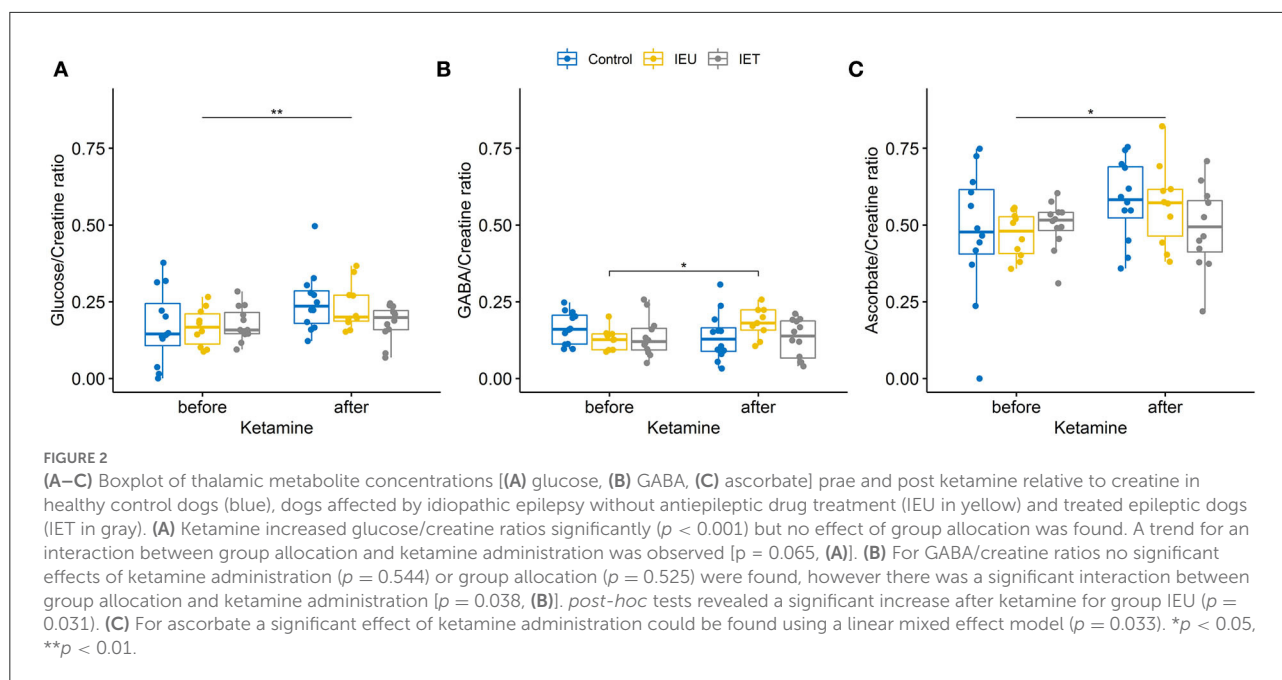 Control IEU IET
A B C
** * *
Glucose/Creatine ratio
0.75
0.50
0.25
0.00
before after
Ketamine
GABA/Creatine ratio
0.75
0.50
0.25
0.00
before after
Ketamine
Ascorbate/Creatine ratio
0.75
0.50
0.25
0.00
before after
Ketamine
FIGURE 2
(A–C) Boxplot of thalamic metabolite concentrations [(A) glucose, (B) GABA, (C) ascorbate] prae and post ketamine relative to creatine in
healthy control dogs (blue), dogs affected by idiopathic epilepsy without antiepileptic drug treatment (IEU in yellow) and treated epileptic dogs
(IET in gray). (A) Ketamine increased glucose/creatine ratios significantly (p < 0.001) but no effect of group allocation was found. A trend for an
interaction between group allocation and ketamine administration was observed [p = 0.065, (A)]. (B) For GABA/creatine ratios no significant
effects of ketamine administration (p = 0.544) or group allocation (p = 0.525) were found, however there was a significant interaction between
group allocation and ketamine administration [p = 0.038, (B)]. post-hoc tests revealed a significant increase after ketamine for group IEU (p =
0.031). (C) For ascorbate a significant effect of ketamine administration could be found using a linear mixed effect model (p = 0.033). *p < 0.05,
**p < 0.01.